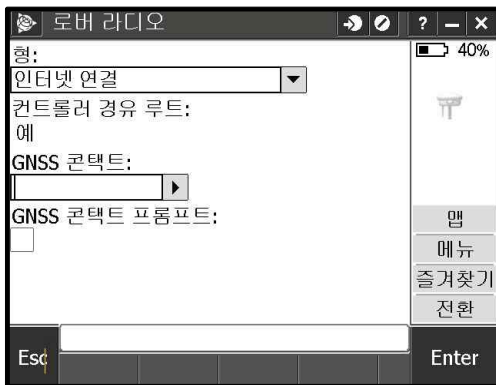 로버 라디오
? – ×
형:
40%
인터넷 연결
컨트롤러 경유 루트:
예
GNSS 콘택트:
GNSS 콘택트 프롬프트:
맵
메뉴
즐겨찾기
전환
Esc
Enter